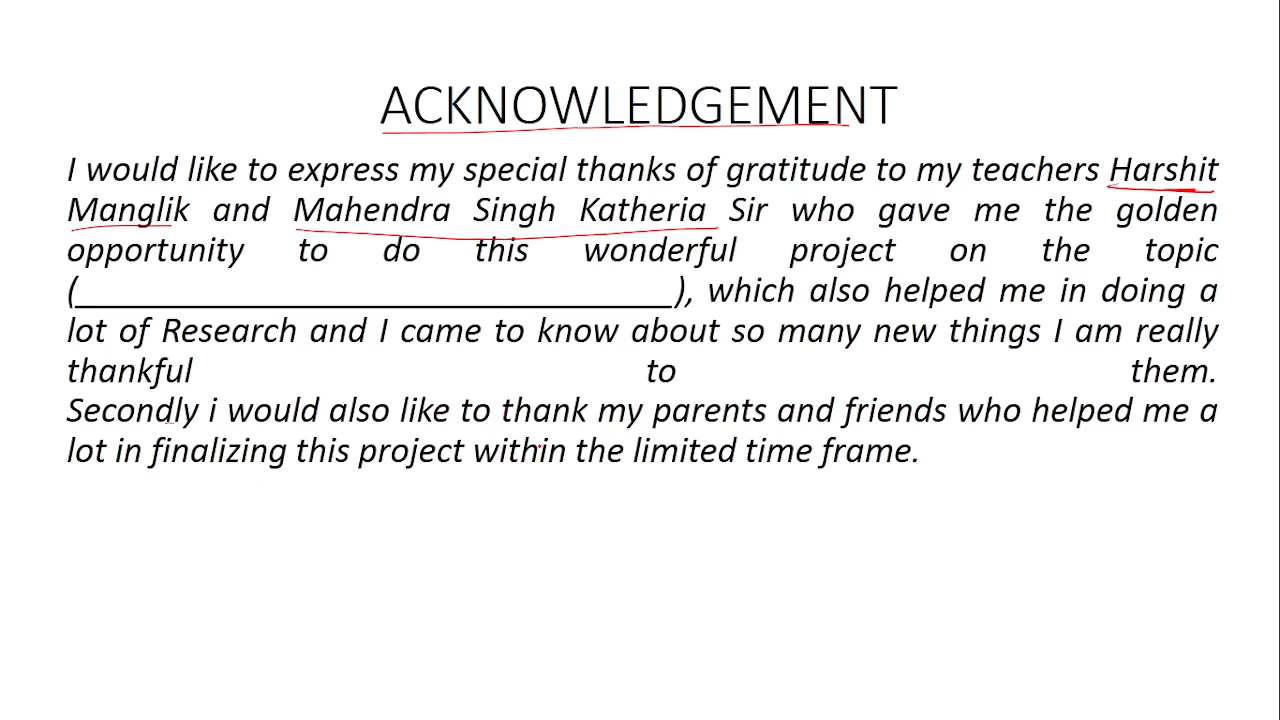 ACKNOWLEDGEMENT
I would like to express my special thanks of gratitude to my teachers Harshit
Manglik and Mahendra Singh Katheria Sir who gave me the golden
opportunity to do this wonderful project on the topic
(________________________________), which also helped me in doing a
lot of Research and I came to know about so many new things I am really
thankful to them.
Secondly i would also like to thank my parents and friends who helped me a
lot in finalizing this project within the limited time frame.